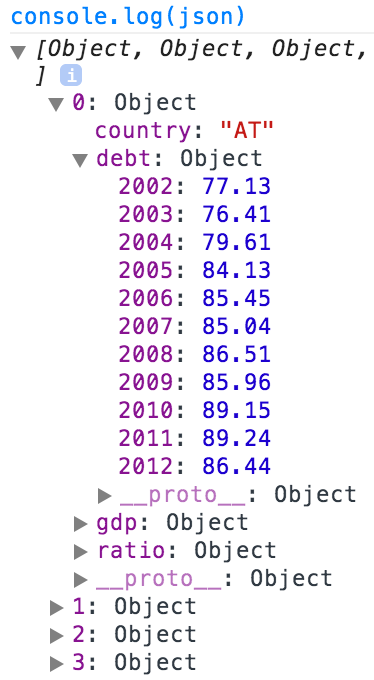 console.log(json)
▼ [Object, Object, Object,
] i
▼ 0: Object
country: "AT"
▼ debt: Object
2002: 77.13
2003: 76.41
2004: 79.61
2005: 84.13
2006: 85.45
2007: 85.04
2008: 86.51
2009: 85.96
2010: 89.15
2011: 89.24
2012: 86.44
▶ __proto__: Object
▶ gdp: Object
▶ ratio: Object
▶ __proto__: Object
▶ 1: Object
▶ 2: Object
▶ 3: Object